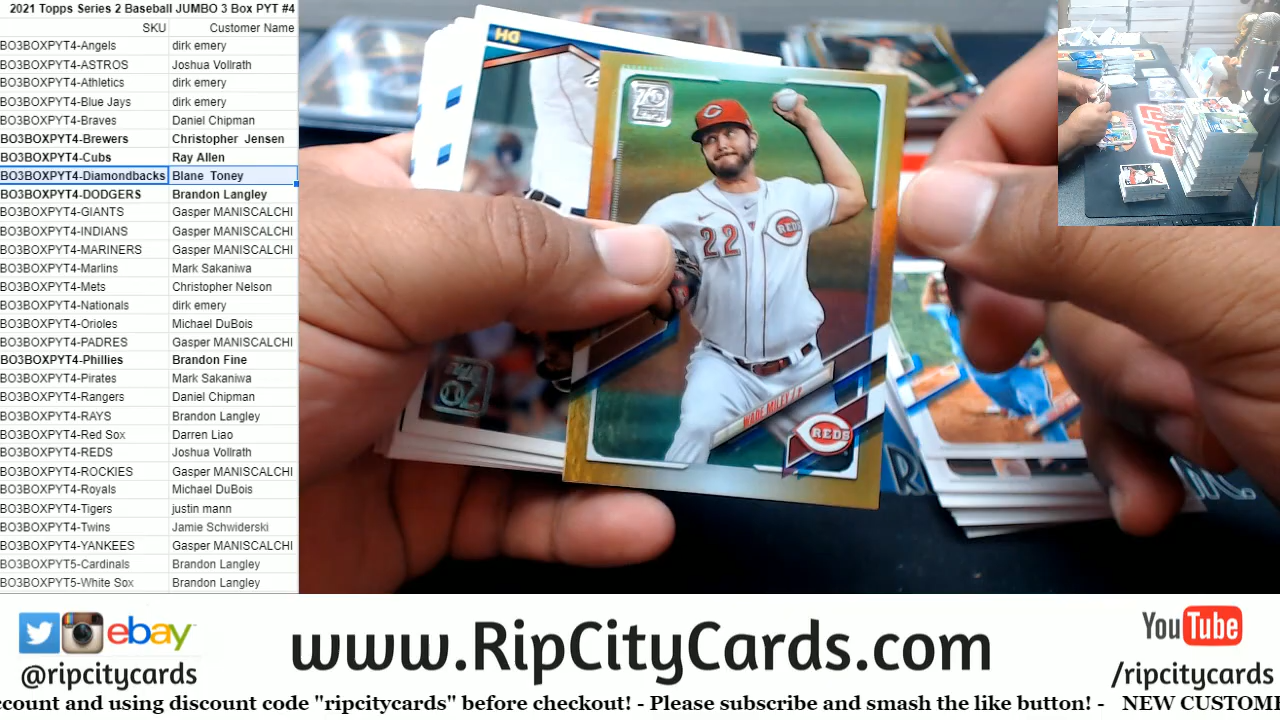 2021 Topps Series 2 Baseball JUMBO 3 Box PYT #4
SKU Customer Name
BO3BOXPYT4-Angels dirk emery
BO3BOXPYT4-ASTROS Joshua Vollrath
BO3BOXPYT4-Athletics dirk emery
BO3BOXPYT4-Blue Jays dirk emery
BO3BOXPYT4-Braves Daniel Chipman
BO3BOXPYT4-Brewers Christopher Jensen
BO3BOXPYT4-Cubs Ray Allen
BO3BOXPYT4-Diamondbacks Blane Toney
BO3BOXPYT4-DODGERS Brandon Langley
BO3BOXPYT4-GIANTS Gasper MANISCALCHI
BO3BOXPYT4-INDIANS Gasper MANISCALCHI
BO3BOXPYT4-MARINERS Gasper MANISCALCHI
BO3BOXPYT4-Marlins Mark Sakaniwa
BO3BOXPYT4-Mets Christopher Nelson
BO3BOXPYT4-Nationals dirk emery
BO3BOXPYT4-Orioles Michael DuBois
BO3BOXPYT4-PADRES Gasper MANISCALCHI
BO3BOXPYT4-Phillies Brandon Fine
BO3BOXPYT4-Pirates Mark Sakaniwa
BO3BOXPYT4-Rangers Daniel Chipman
BO3BOXPYT4-RAYS Brandon Langley
BO3BOXPYT4-Red Sox Darren Liao
BO3BOXPYT4-REDS Joshua Vollrath
BO3BOXPYT4-ROCKIES Gasper MANISCALCHI
BO3BOXPYT4-Royals Michael DuBois
BO3BOXPYT4-Tigers justin mann
BO3BOXPYT4-Twins Jamie Schwiderski
BO3BOXPYT4-YANKEES Gasper MANISCALCHI
BO3BOXPYT5-Cardinals Brandon Langley
BO3BOXPYT5-White Sox Brandon Langley
DH
70
C
REDS
22
WADE MILEY / P
REDS
70
ebay
@ripcitycards
www.RipCityCards.com
YouTube
/ripcitycards
ccount and using discount code "ripcitycards" before checkout! - Please subscribe and smash the like button! - NEW CUSTOM